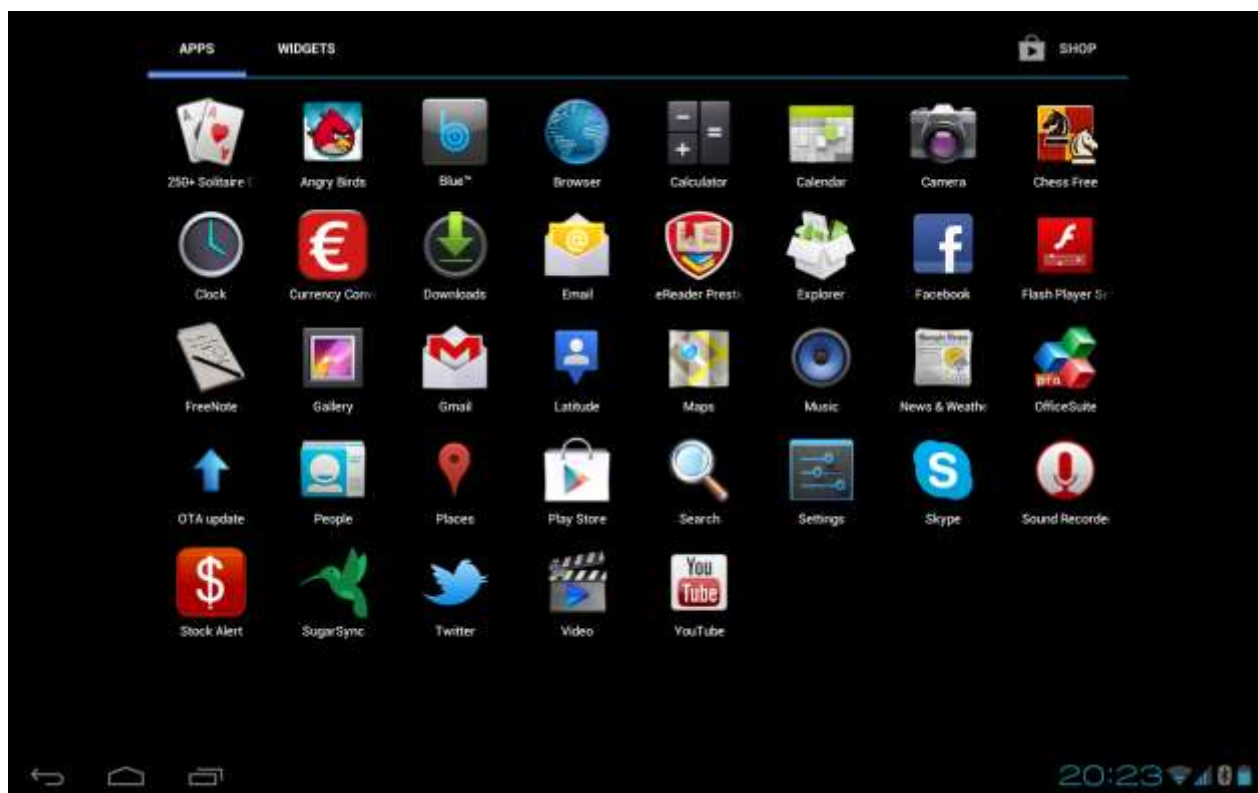 APPS WIDGETS SHOP
250+ Solitaire C Angry Birds Blue™ Browser Calculator Calendar Camera Chess Free
Clock Currency Conv Downloads Email eReader Presti Explorer Facebook Flash Player Se
FreeNote Gallery Gmail Latitude Maps Music News & Weathe OfficeSuite
OTA update People Places Play Store Search Settings Skype Sound Recorde
Stock Alert SugarSync Twitter Video YouTube
20:23